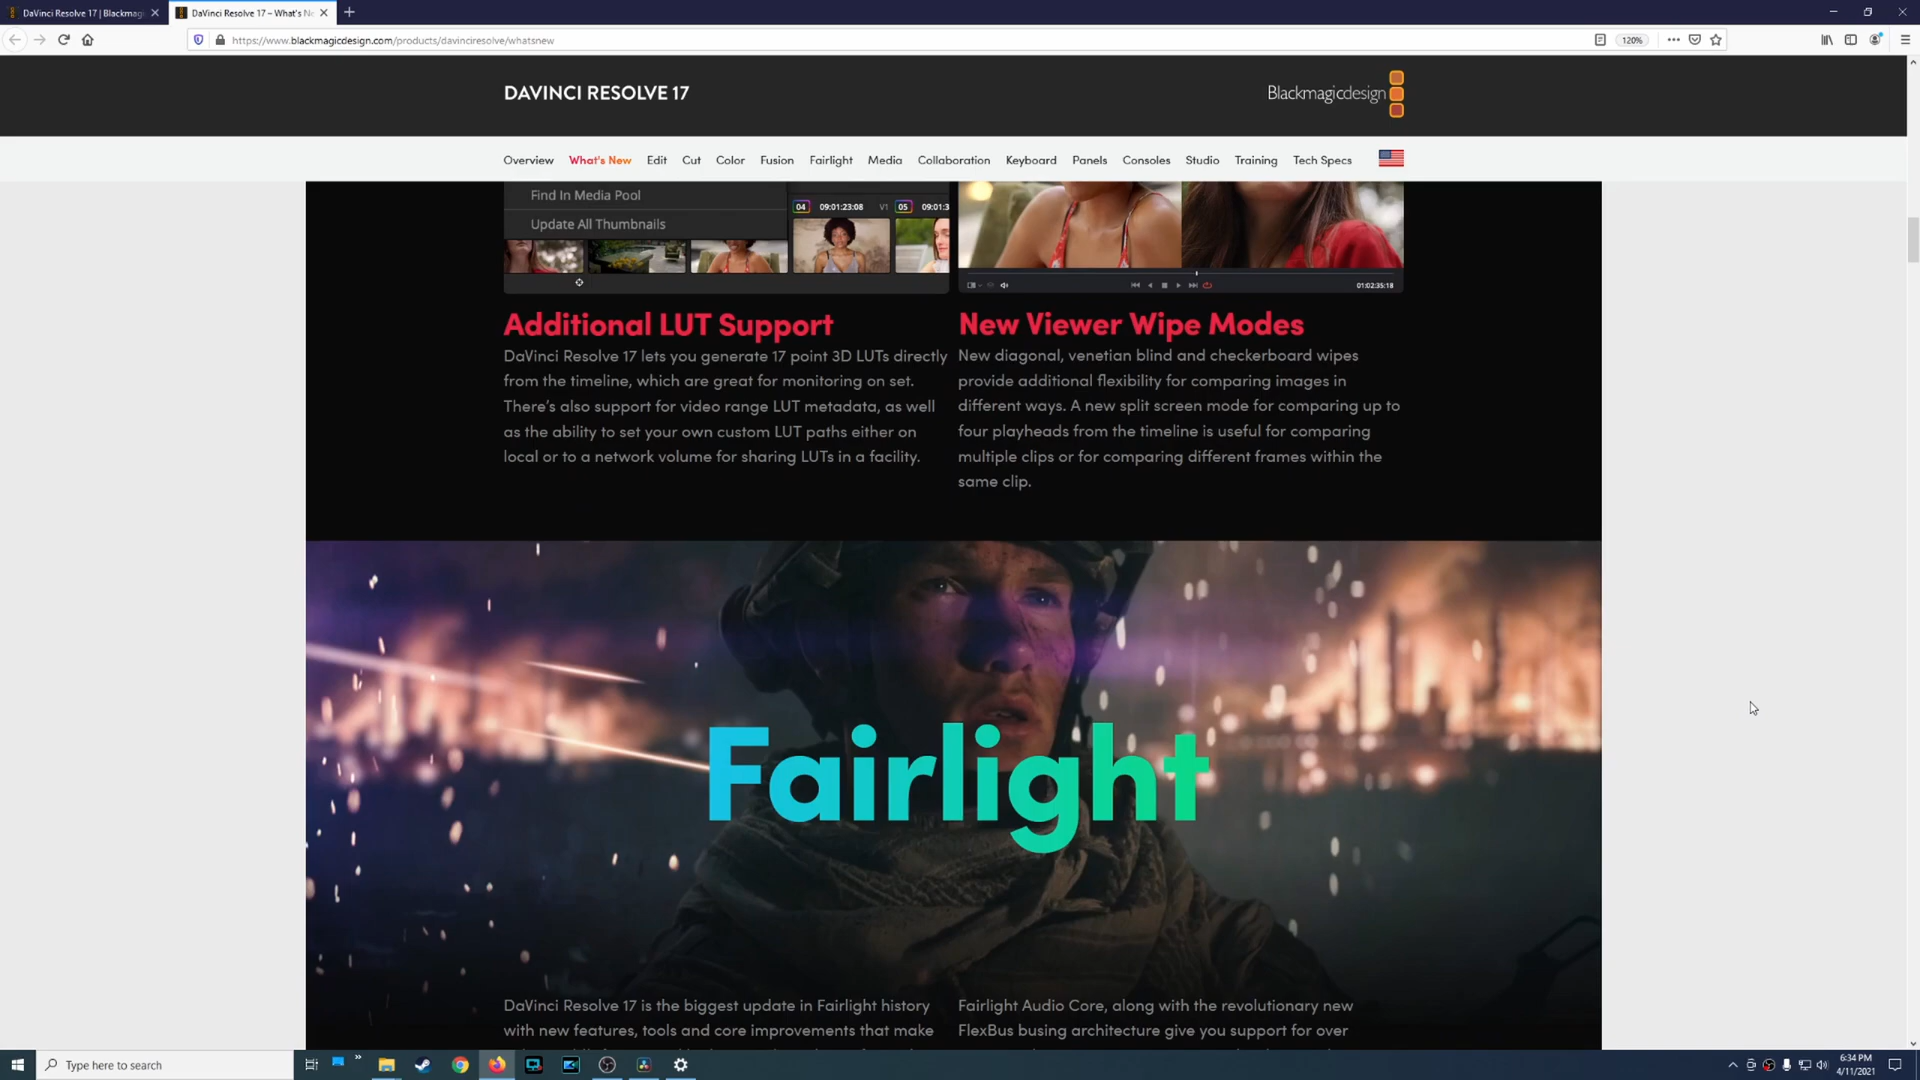 DaVinci Resolve 17 | Blackmagic
DaVinci Resolve 17 – What's Ne
https://www.blackmagicdesign.com/products/davinciresolve/whatsnew
120%
DAVINCI RESOLVE 17
Blackmagicdesign
Overview What's New Edit Cut Color Fusion Fairlight Media Collaboration Keyboard Panels Consoles Studio Training Tech Specs
Find In Media Pool
Update All Thumbnails
04 09:01:23:08 V1 05 09:01:3
01:02:35:18
Additional LUT Support
DaVinci Resolve 17 lets you generate 17 point 3D LUTs directly
from the timeline, which are great for monitoring on set.
There's also support for video range LUT metadata, as well
as the ability to set your own custom LUT paths either on
local or to a network volume for sharing LUTs in a facility.
New Viewer Wipe Modes
New diagonal, venetian blind and checkerboard wipes
provide additional flexibility for comparing images in
different ways. A new split screen mode for comparing up to
four playheads from the timeline is useful for comparing
multiple clips or for comparing different frames within the
same clip.
Fairlight
DaVinci Resolve 17 is the biggest update in Fairlight history
with new features, tools and core improvements that make
Fairlight Audio Core, along with the revolutionary new
FlexBus busing architecture give you support for over
Type here to search
6:34 PM
4/11/2021